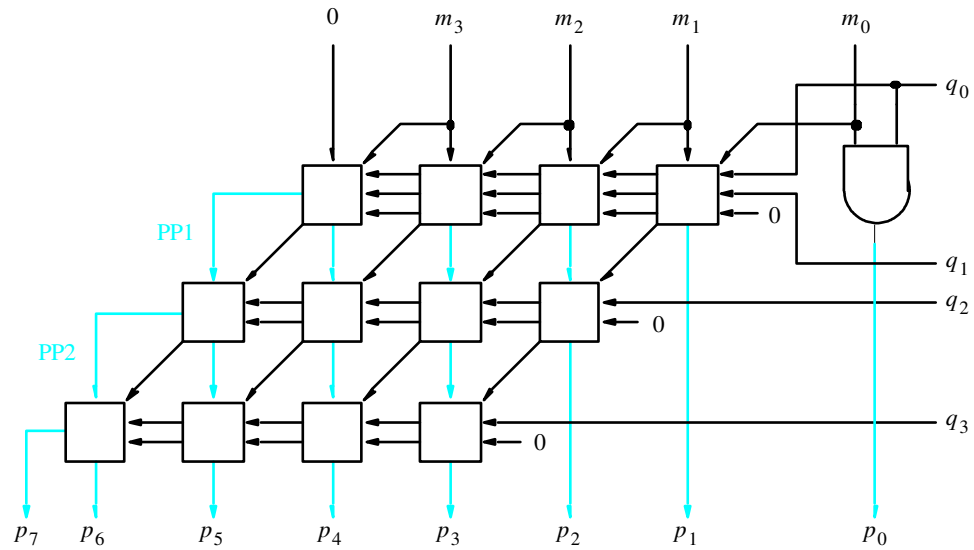 0 m₃ m₂ m₁ m₀
q₀
0
PP1
q₁
q₂
0
PP2
q₃
0
p₇ p₆ p₅ p₄ p₃ p₂ p₁ p₀